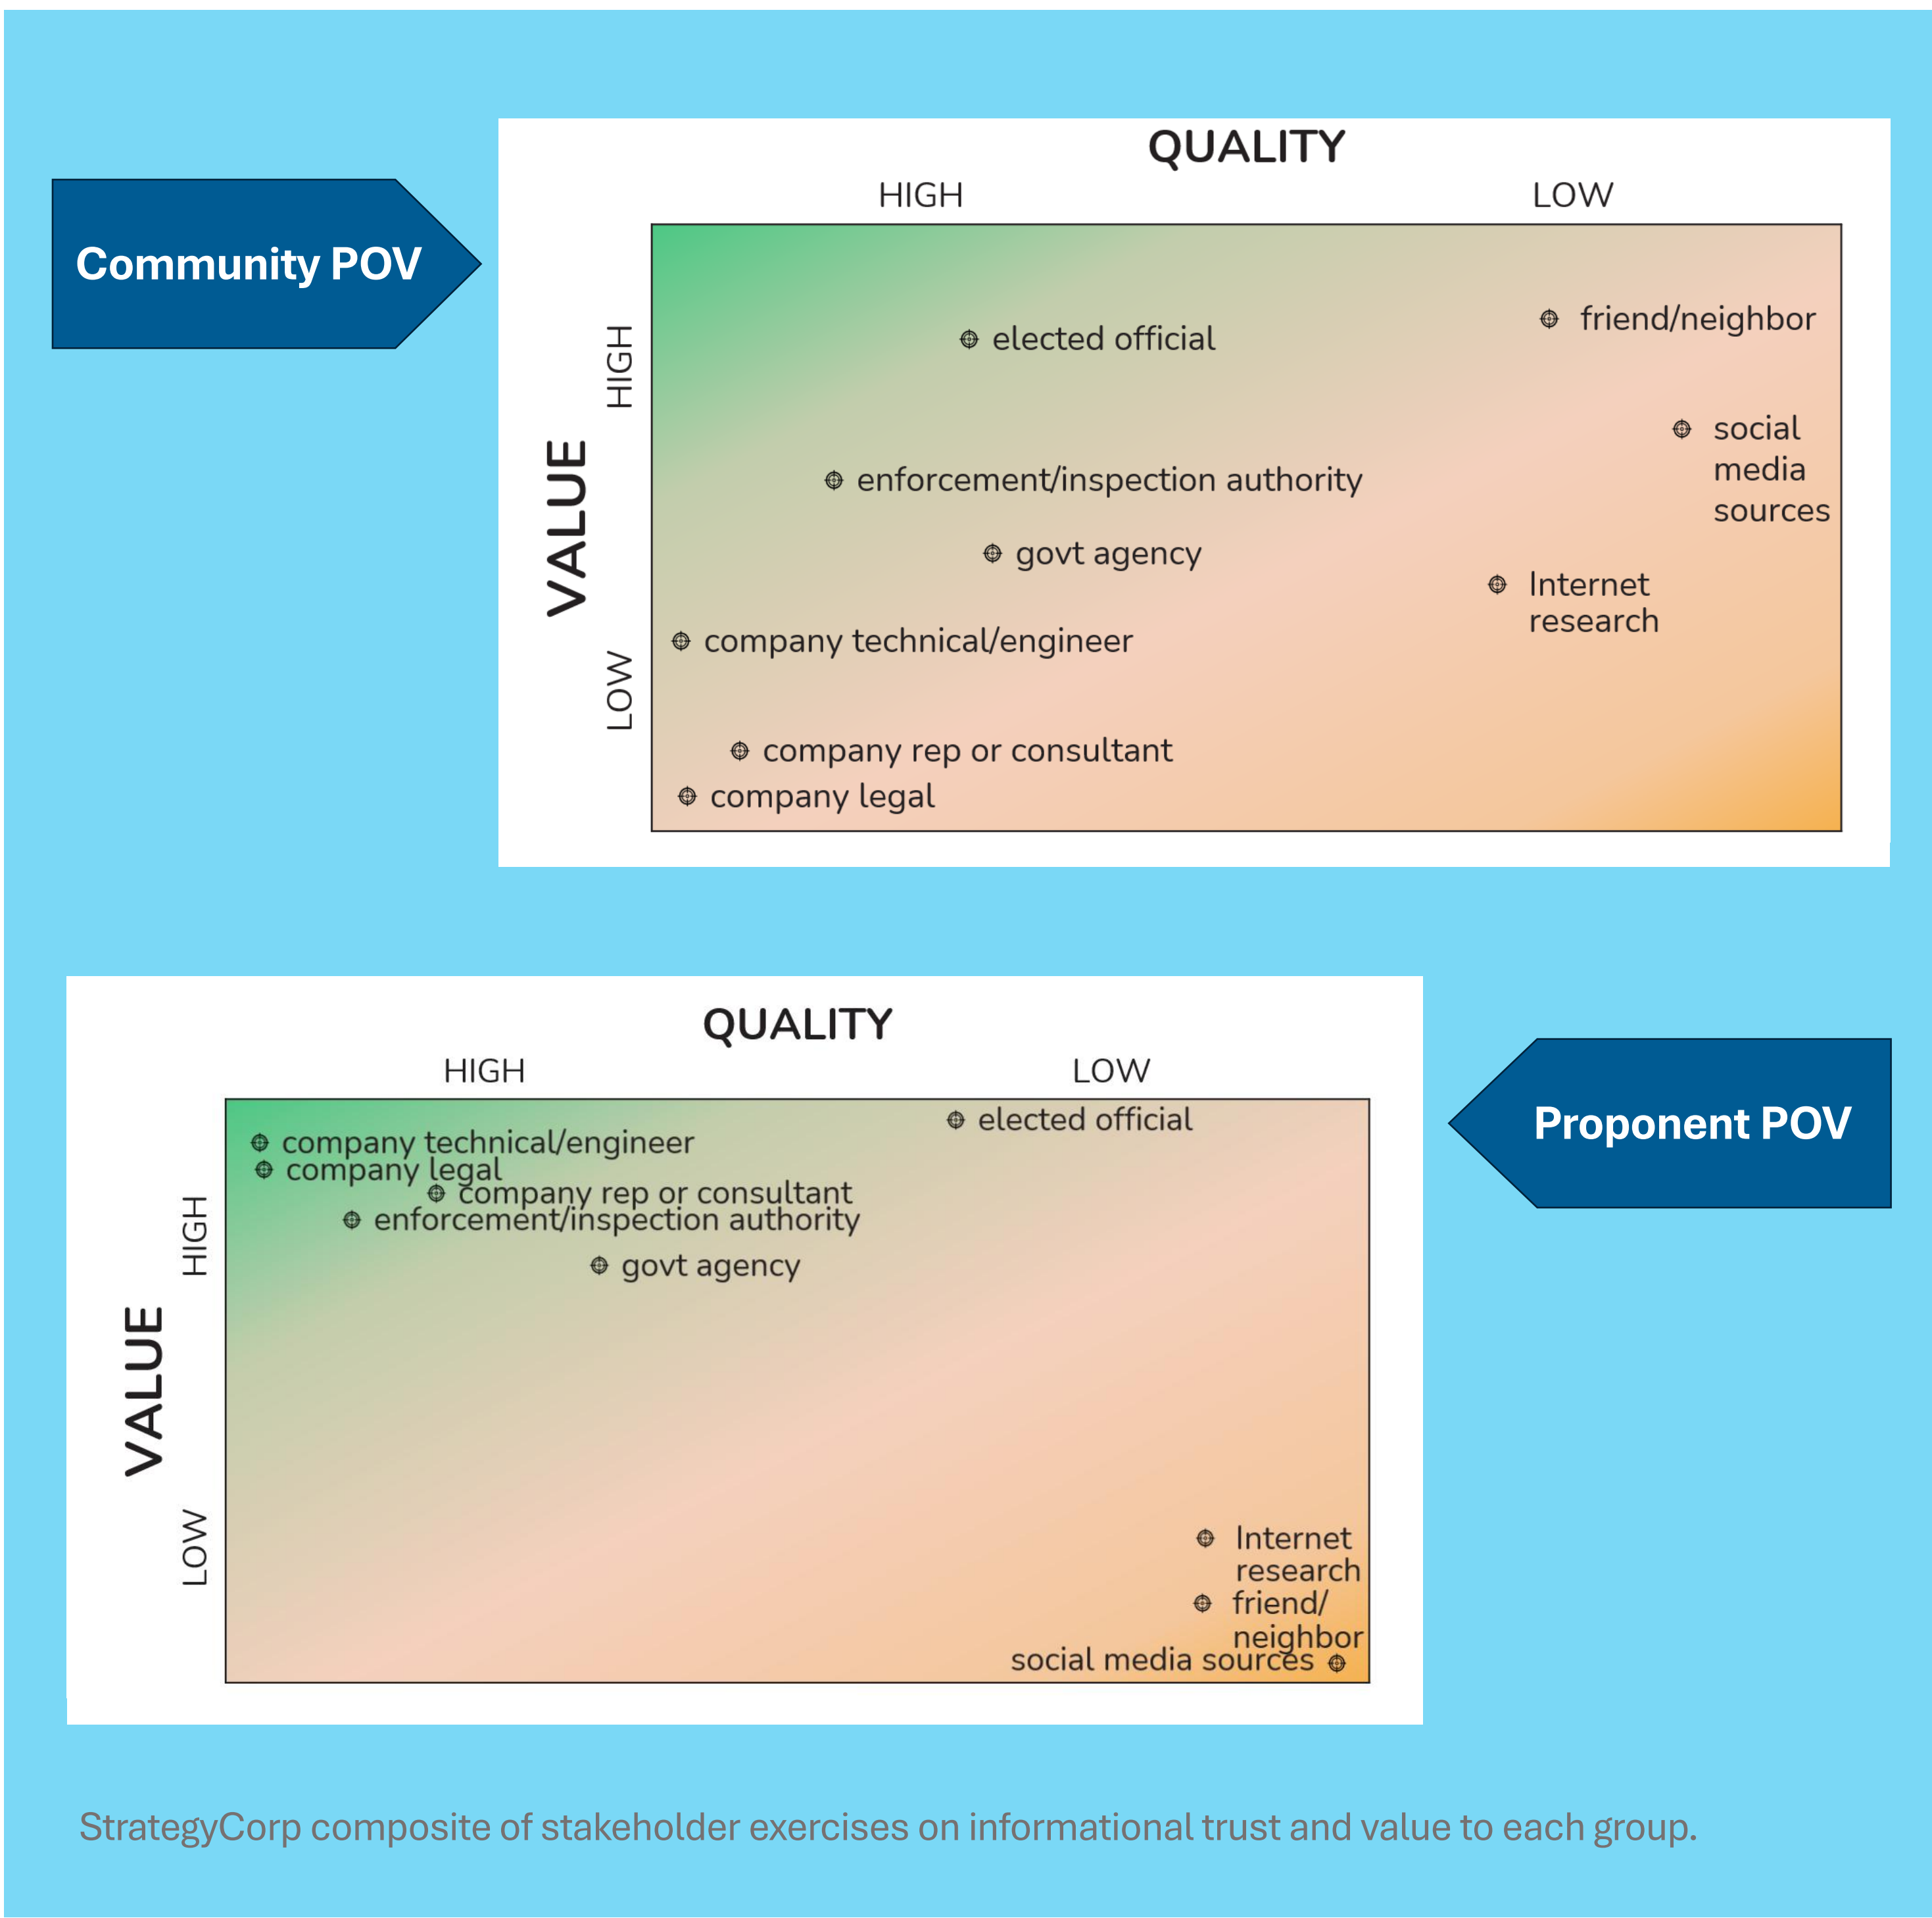 Community POV
QUALITY
HIGH
LOW
VALUE
HIGH
LOW
friend/neighbor
elected official
social
media
sources
enforcement/inspection authority
govt agency
Internet
research
company technical/engineer
company rep or consultant
company legal
QUALITY
HIGH
LOW
Proponent POV
VALUE
HIGH
LOW
elected official
company technical/engineer
company legal
company rep or consultant
enforcement/inspection authority
govt agency
Internet
research
friend/
neighbor
social media sources
StrategyCorp composite of stakeholder exercises on informational trust and value to each group.